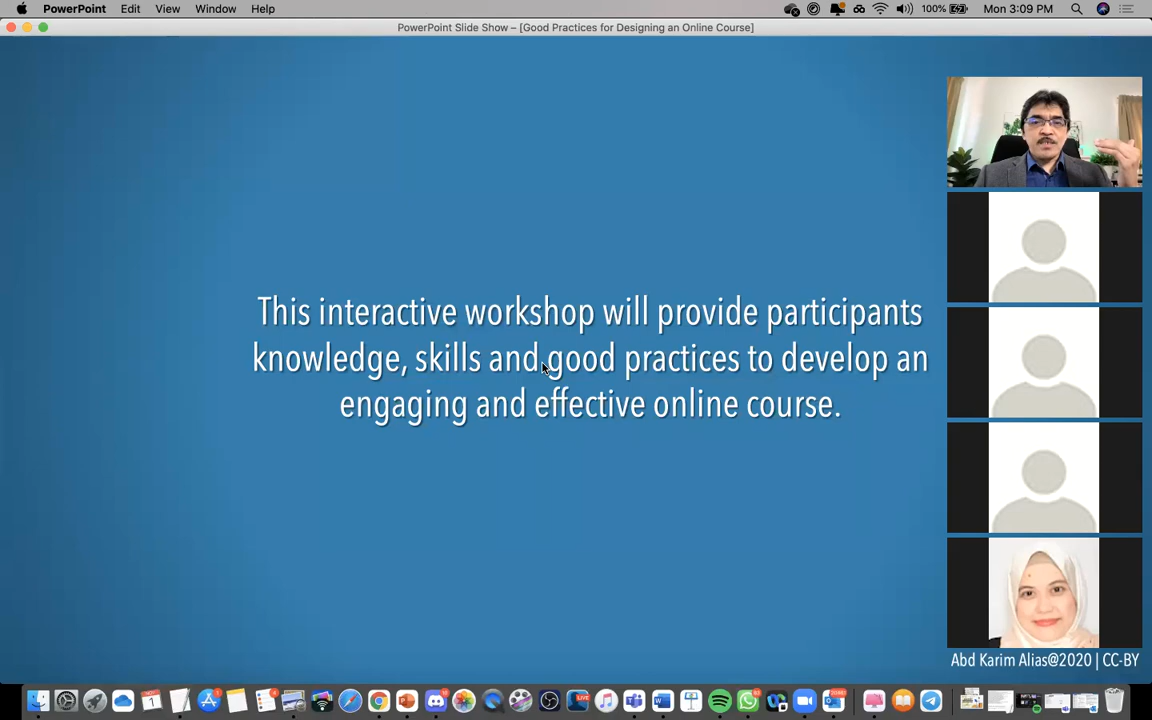 PowerPoint Edit View Window Help 100% Mon 3:09 PM
PowerPoint Slide Show – [Good Practices for Designing an Online Course]
This interactive workshop will provide participants
knowledge, skills and good practices to develop an
engaging and effective online course.
Abd Karim Alias@2020 | CC-BY